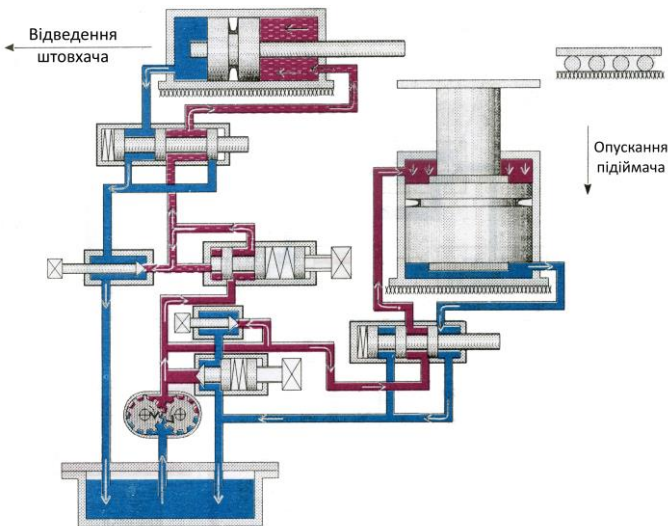 Відведення
штовхача
Опускання
підіймача